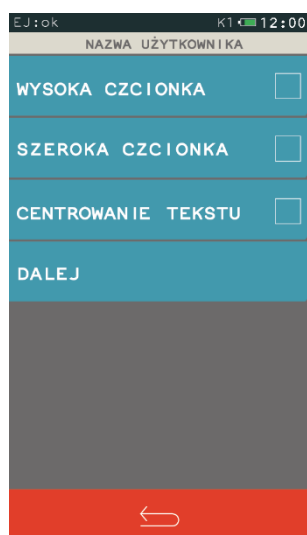 EJ:ok K1 12:00
NAZWA UŻYTKOWNIKA
WYSOKA CZCIONKA
SZEROKA CZCIONKA
CENTROWANIE TEKSTU
DALEJ